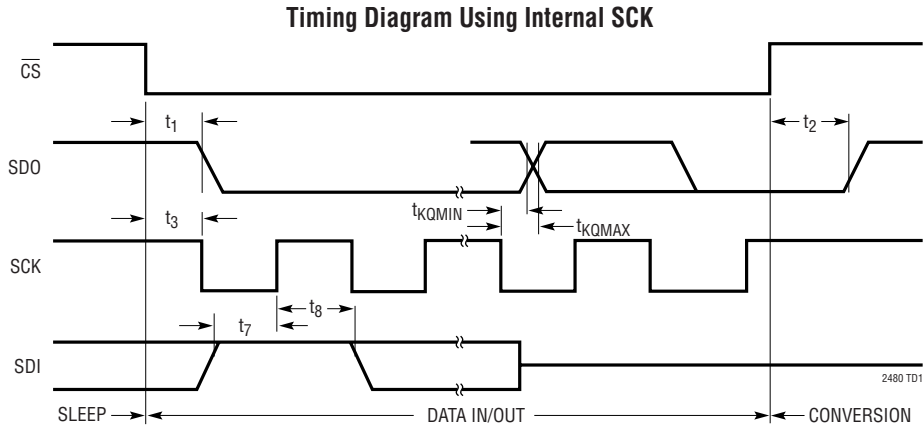 Timing Diagram Using Internal SCK
CS
t1
t2
SDO
tKQMIN
t3
tKQMAX
SCK
t7
t8
SDI
2480 TD1
SLEEP
DATA IN/OUT
CONVERSION